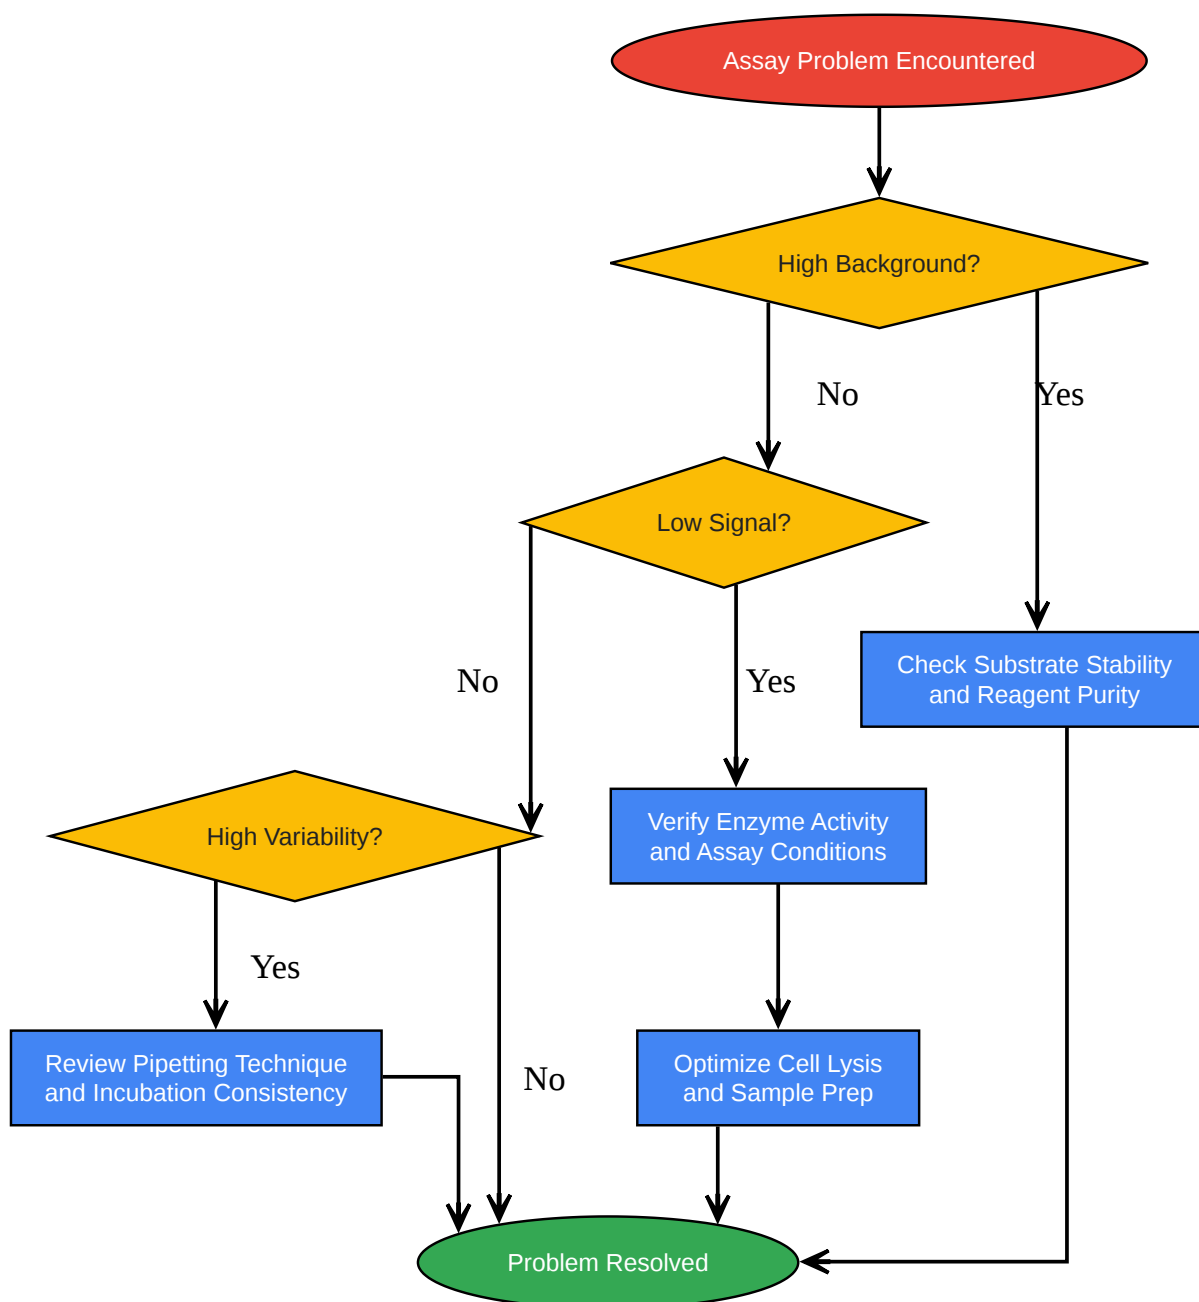 Assay Problem Encountered
High Background?
No
Yes
Low Signal?
No
Yes
Check Substrate Stability
and Reagent Purity
High Variability?
Verify Enzyme Activity
and Assay Conditions
Yes
No
Review Pipetting Technique
and Incubation Consistency
Optimize Cell Lysis
and Sample Prep
Problem Resolved